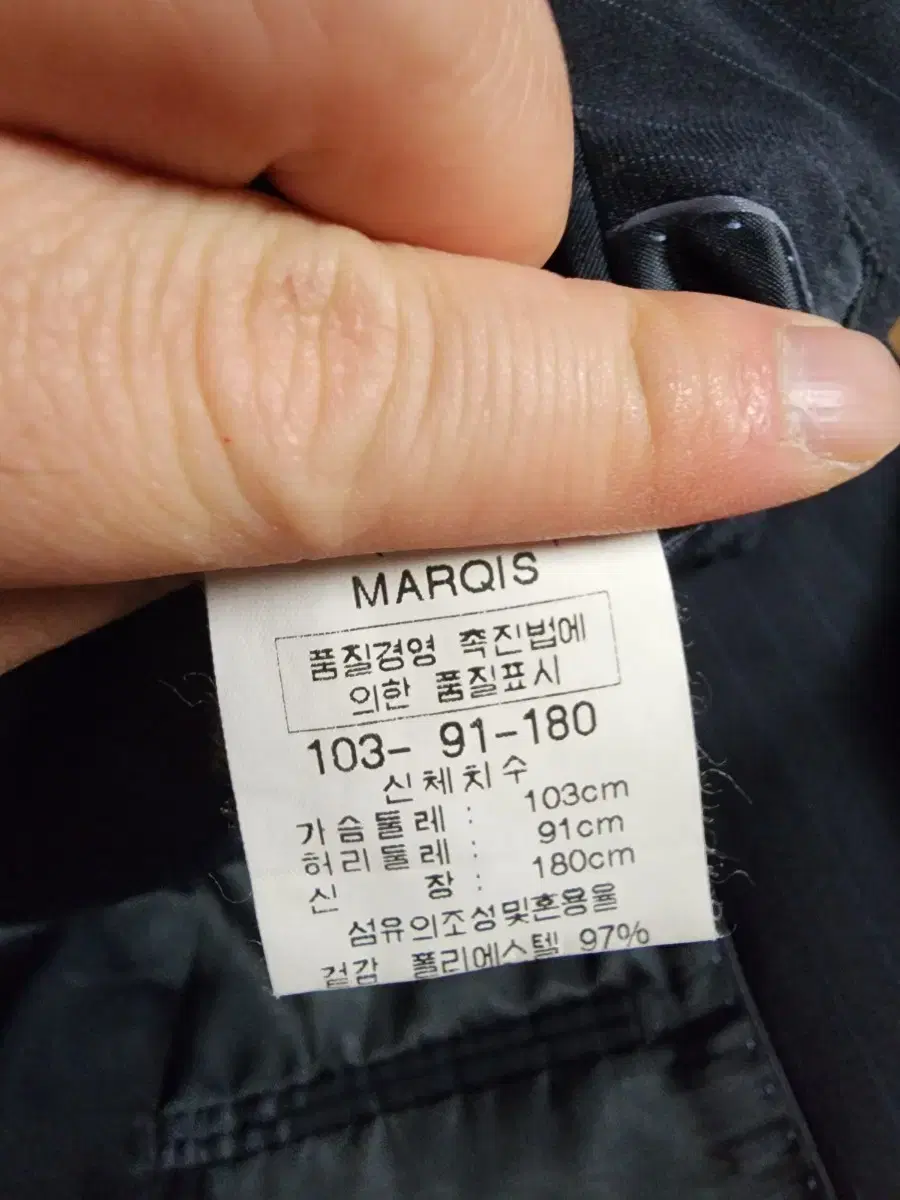 MARQIS
품질경영 촉진법에
의한 품질표시
103- 91-180
신체치수
가슴둘레 : 103cm
허리둘레 : 91cm
신 장 : 180cm
섬유의조성및혼용율
겉감 폴리에스텔 97%